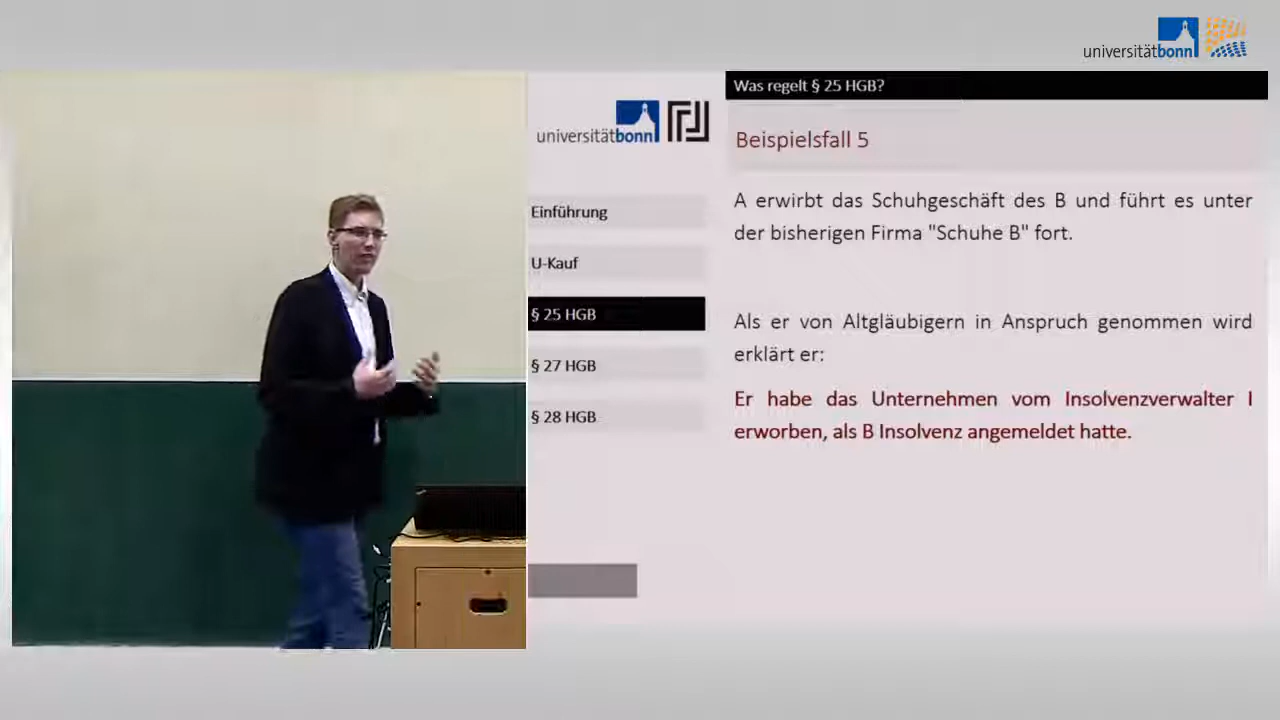 universitätbonn
Was regelt § 25 HGB?
universitätbonn
Beispielsfall 5
Einführung
U-Kauf
§ 25 HGB
§ 27 HGB
§ 28 HGB
A erwirbt das Schuhgeschäft des B und führt es unter
der bisherigen Firma "Schuhe B" fort.
Als er von Altgläubigern in Anspruch genommen wird
erklärt er:
Er habe das Unternehmen vom Insolvenzverwalter I
erworben, als B Insolvenz angemeldet hatte.